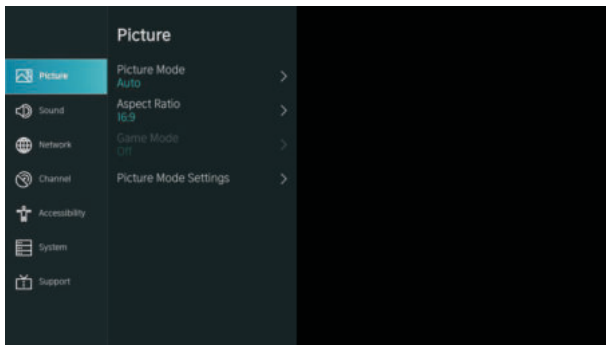 Picture
Picture
Sound
Network
Channel
Accessibility
System
Support
Picture Mode
Auto
Aspect Ratio
16:9
Game Mode
Off
Picture Mode Settings